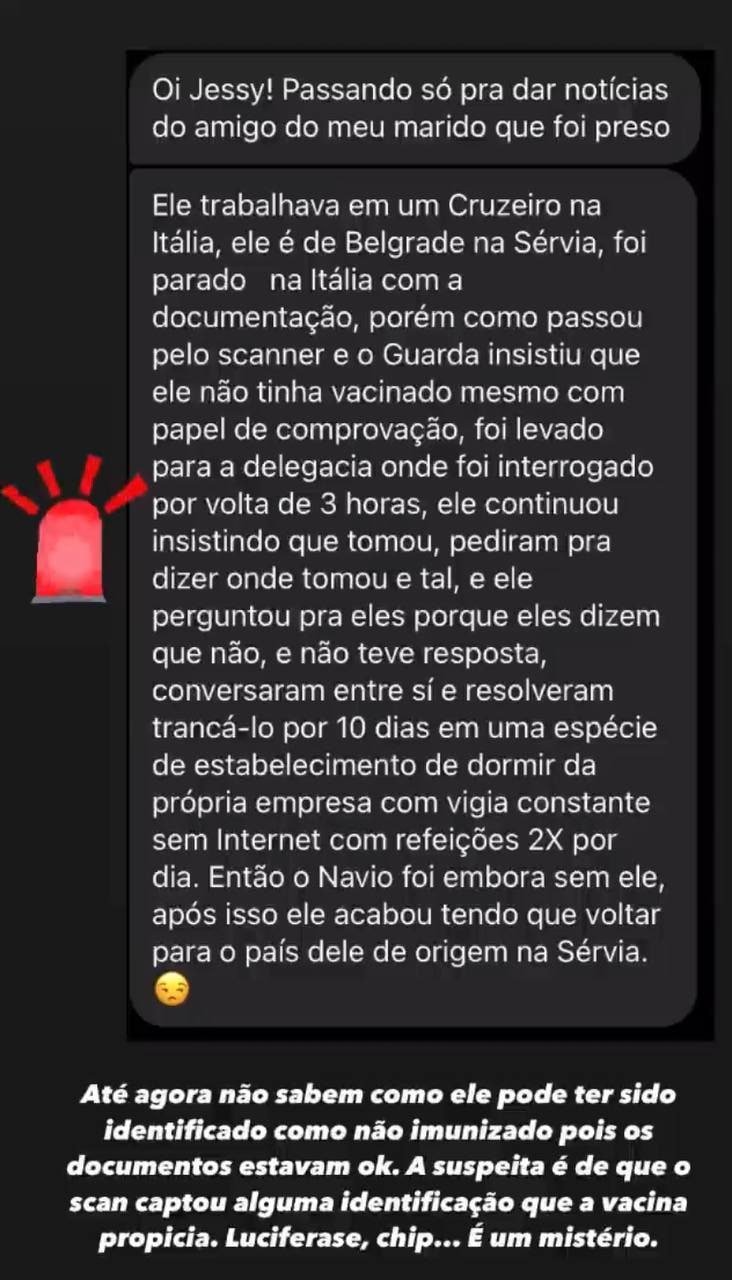 Oi Jessy! Passando só pra dar notícias
do amigo do meu marido que foi preso
Ele trabalhava em um Cruzeiro na
Itália, ele é de Belgrade na Sérvia, foi
parado   na Itália com a
documentação, porém como passou
pelo scanner e o Guarda insistiu que
ele não tinha vacinado mesmo com
papel de comprovação, foi levado
para a delegacia onde foi interrogado
por volta de 3 horas, ele continuou
insistindo que tomou, pediram pra
dizer onde tomou e tal, e ele
perguntou pra eles porque eles dizem
que não, e não teve resposta,
conversaram entre sí e resolveram
trancá-lo por 10 dias em uma espécie
de estabelecimento de dormir da
própria empresa com vigia constante
sem Internet com refeições 2X por
dia. Então o Navio foi embora sem ele,
após isso ele acabou tendo que voltar
para o país dele de origem na Sérvia.
😒
Até agora não sabem como ele pode ter sido
identificado como não imunizado pois os
documentos estavam ok. A suspeita é de que o
scan captou alguma identificação que a vacina
propicia. Luciferase, chip... É um mistério.